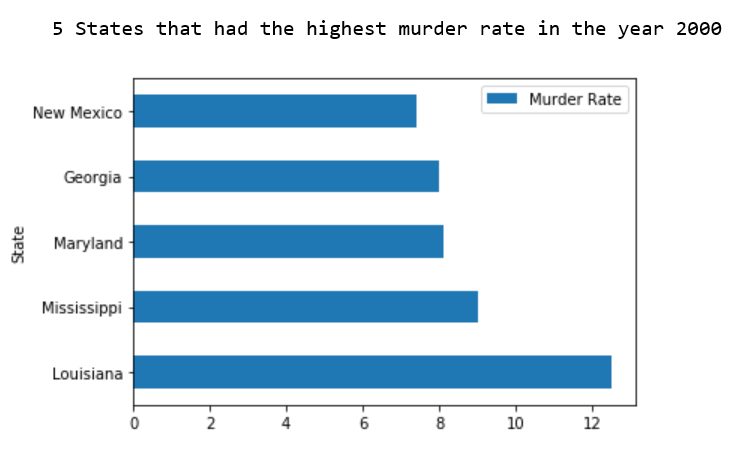 5 States that had the highest murder rate in the year 2000
Murder Rate
New Mexico
Georgia
Maryland
Mississippi
Louisiana
State
0 2 4 6 8 10 12